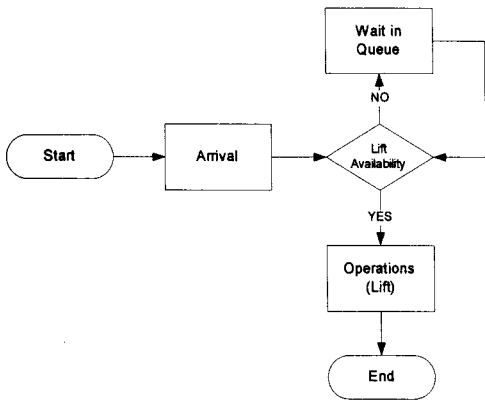 Wait in
Queue
NO
Start
Arrival
Lift
Availability
YES
Operations
(Lift)
End